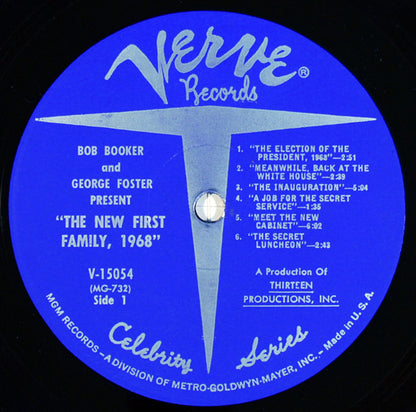 Verve®
Records
BOB BOOKER
and
GEORGE FOSTER
PRESENT
"THE NEW FIRST
FAMILY, 1968"
V-15054
(MG-732)
Side 1
1. "THE ELECTION OF THE
PRESIDENT, 1968"—2:51
2. "MEANWHILE, BACK AT THE
WHITE HOUSE"—2:39
3. "THE INAUGURATION"—5:04
4. "A JOB FOR THE SECRET
SERVICE"—1:35
5. "MEET THE NEW
CABINET"—6:02
6. "THE SECRET
LUNCHEON"—2:43
A Production Of
THIRTEEN
PRODUCTIONS, INC.
Celebrity Series
MGM RECORDS—A DIVISION OF METRO-GOLDWYN-MAYER, INC.—Made in U.S.A.